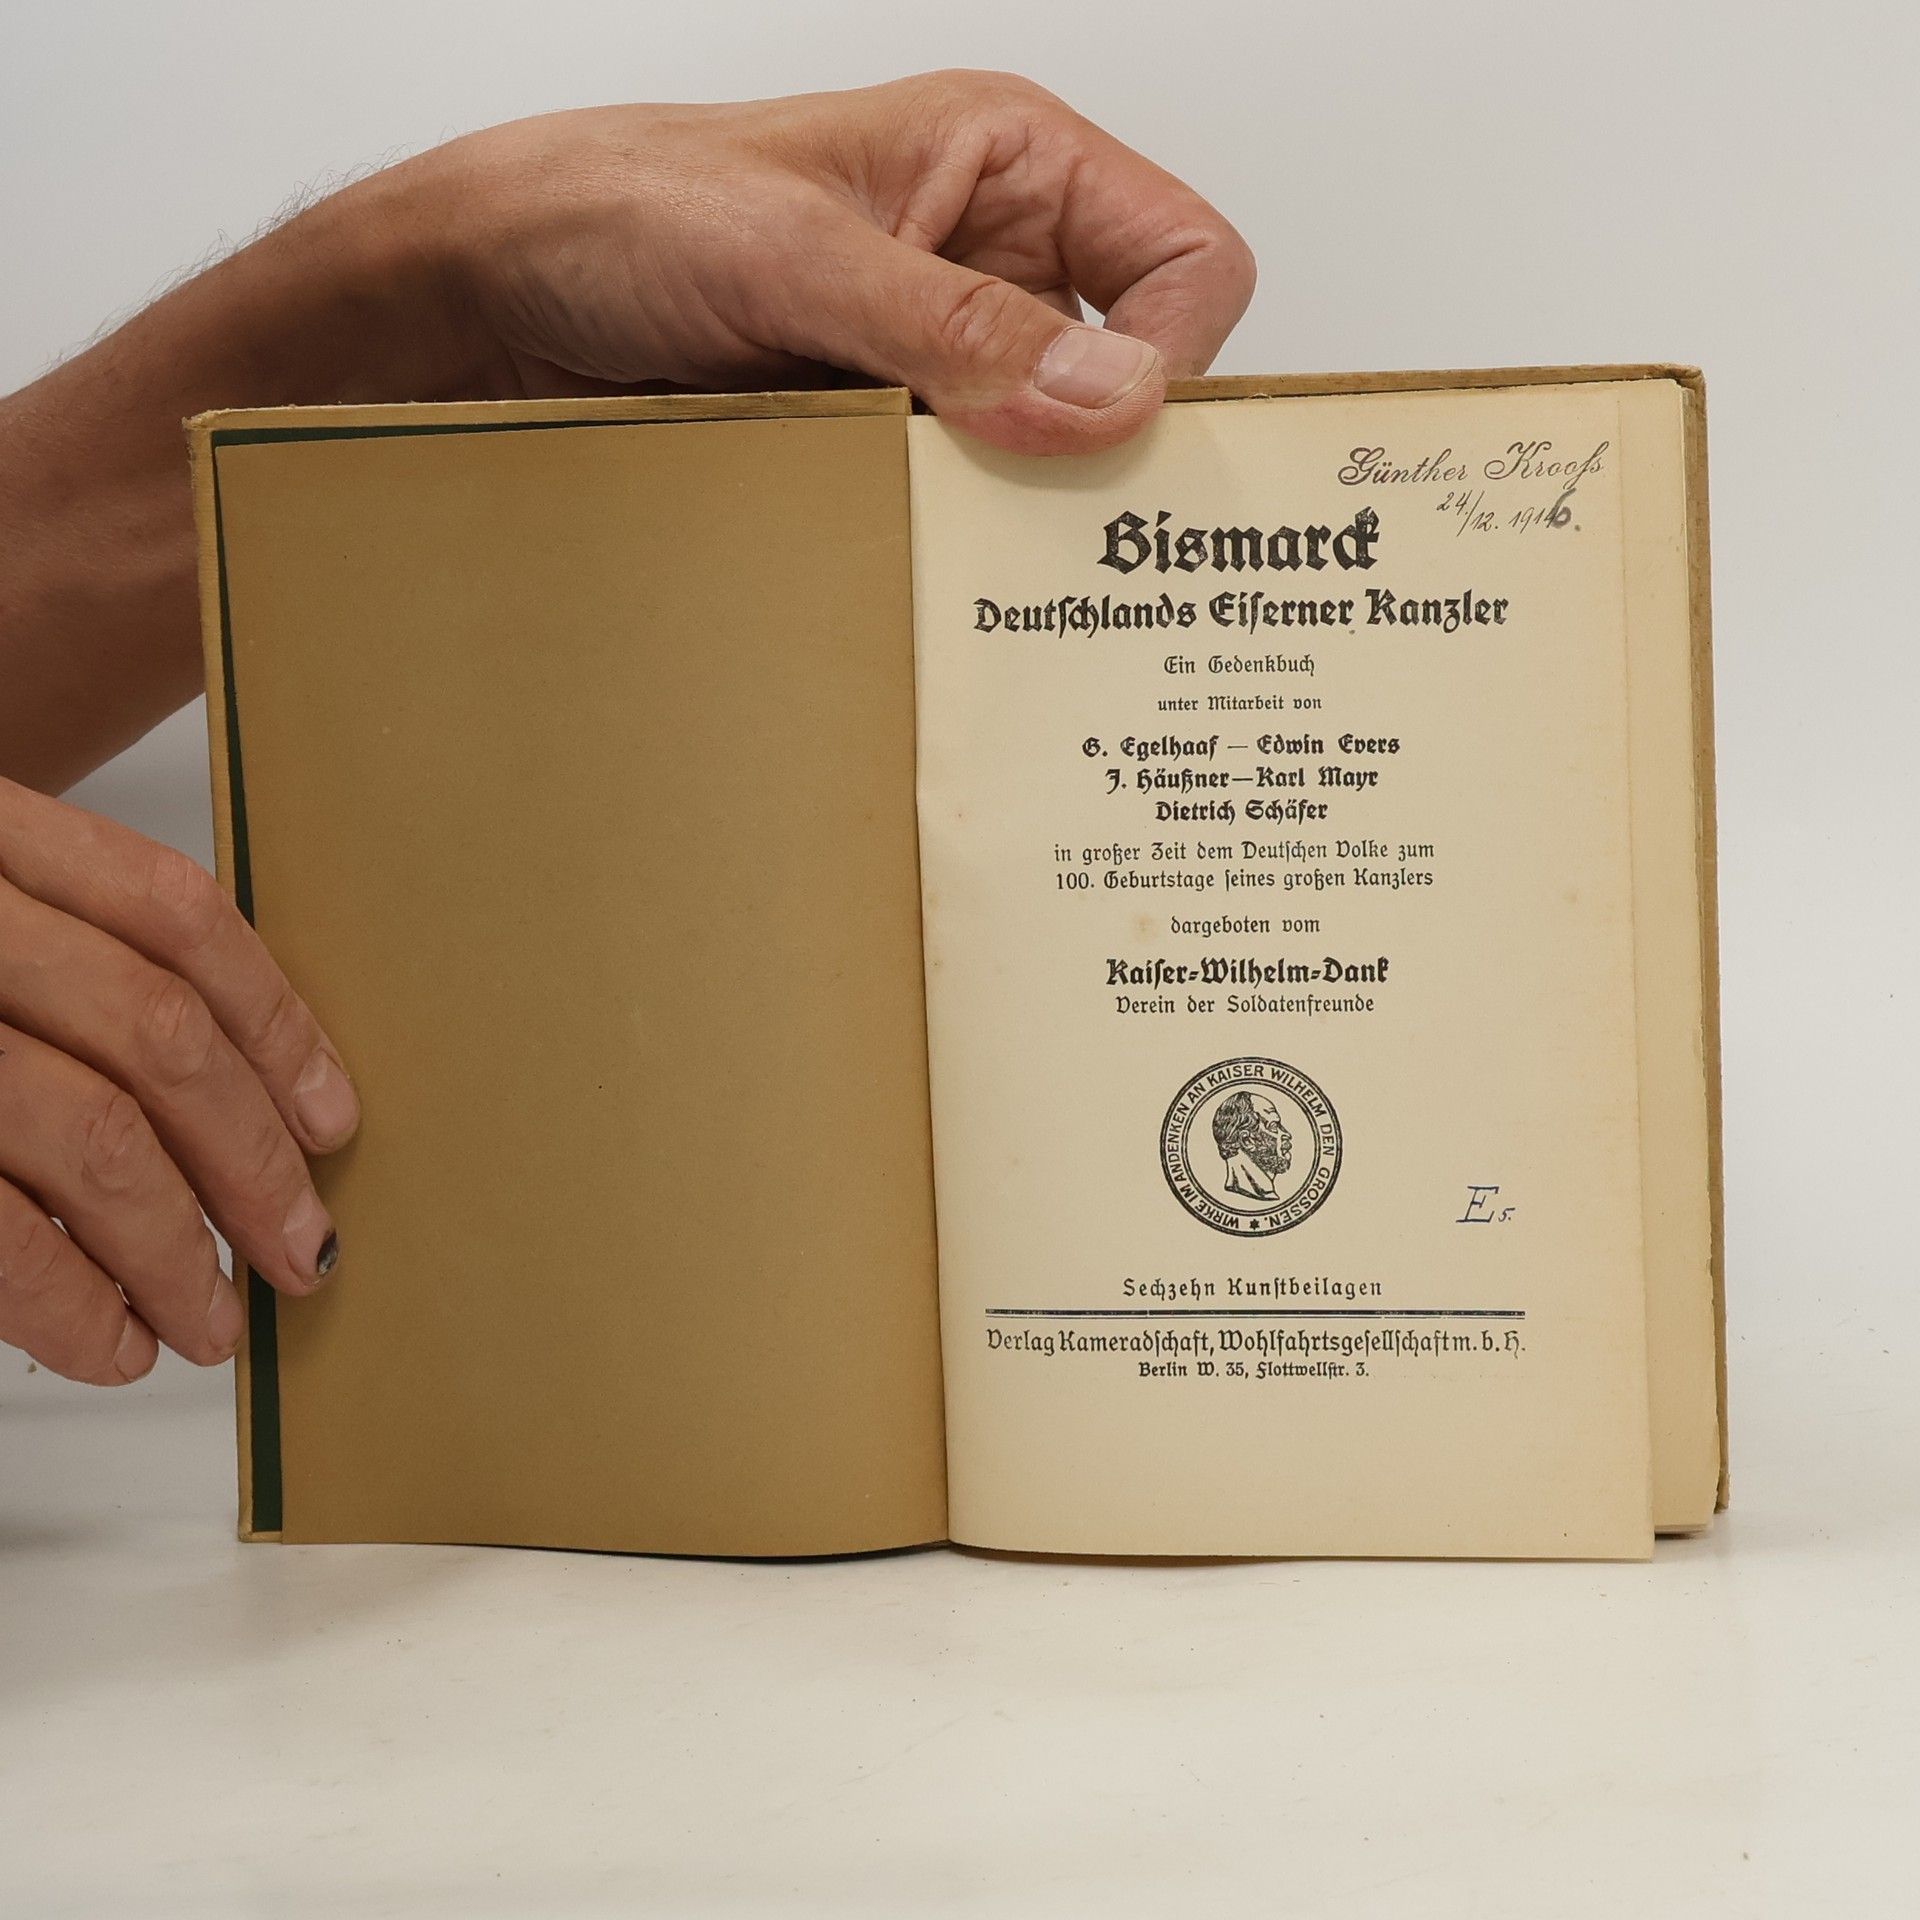 Günther Krooſs
24./12. 1916.
Bismarck
Deutſchlands Eiſerner Kanzler
Ein Gedenkbuch
unter Mitarbeit von
G. Egelhaaf — Edwin Evers
J. Häußner—Karl Mayr
Dietrich Schäfer
in großer Zeit dem Deutſchen Volke zum
100. Geburtstage ſeines großen Kanzlers
dargeboten vom
Kaiſer-Wilhelm-Dank
Verein der Soldatenfreunde
WIRKE IM ANDENKEN AN KAISER WILHELM DEN GROSSEN.
E5.
Sechzehn Kunſtbeilagen
Verlag Kameradſchaft, Wohlfahrtsgeſellſchaft m. b. H.
Berlin W. 35, Flottwellſtr. 3.